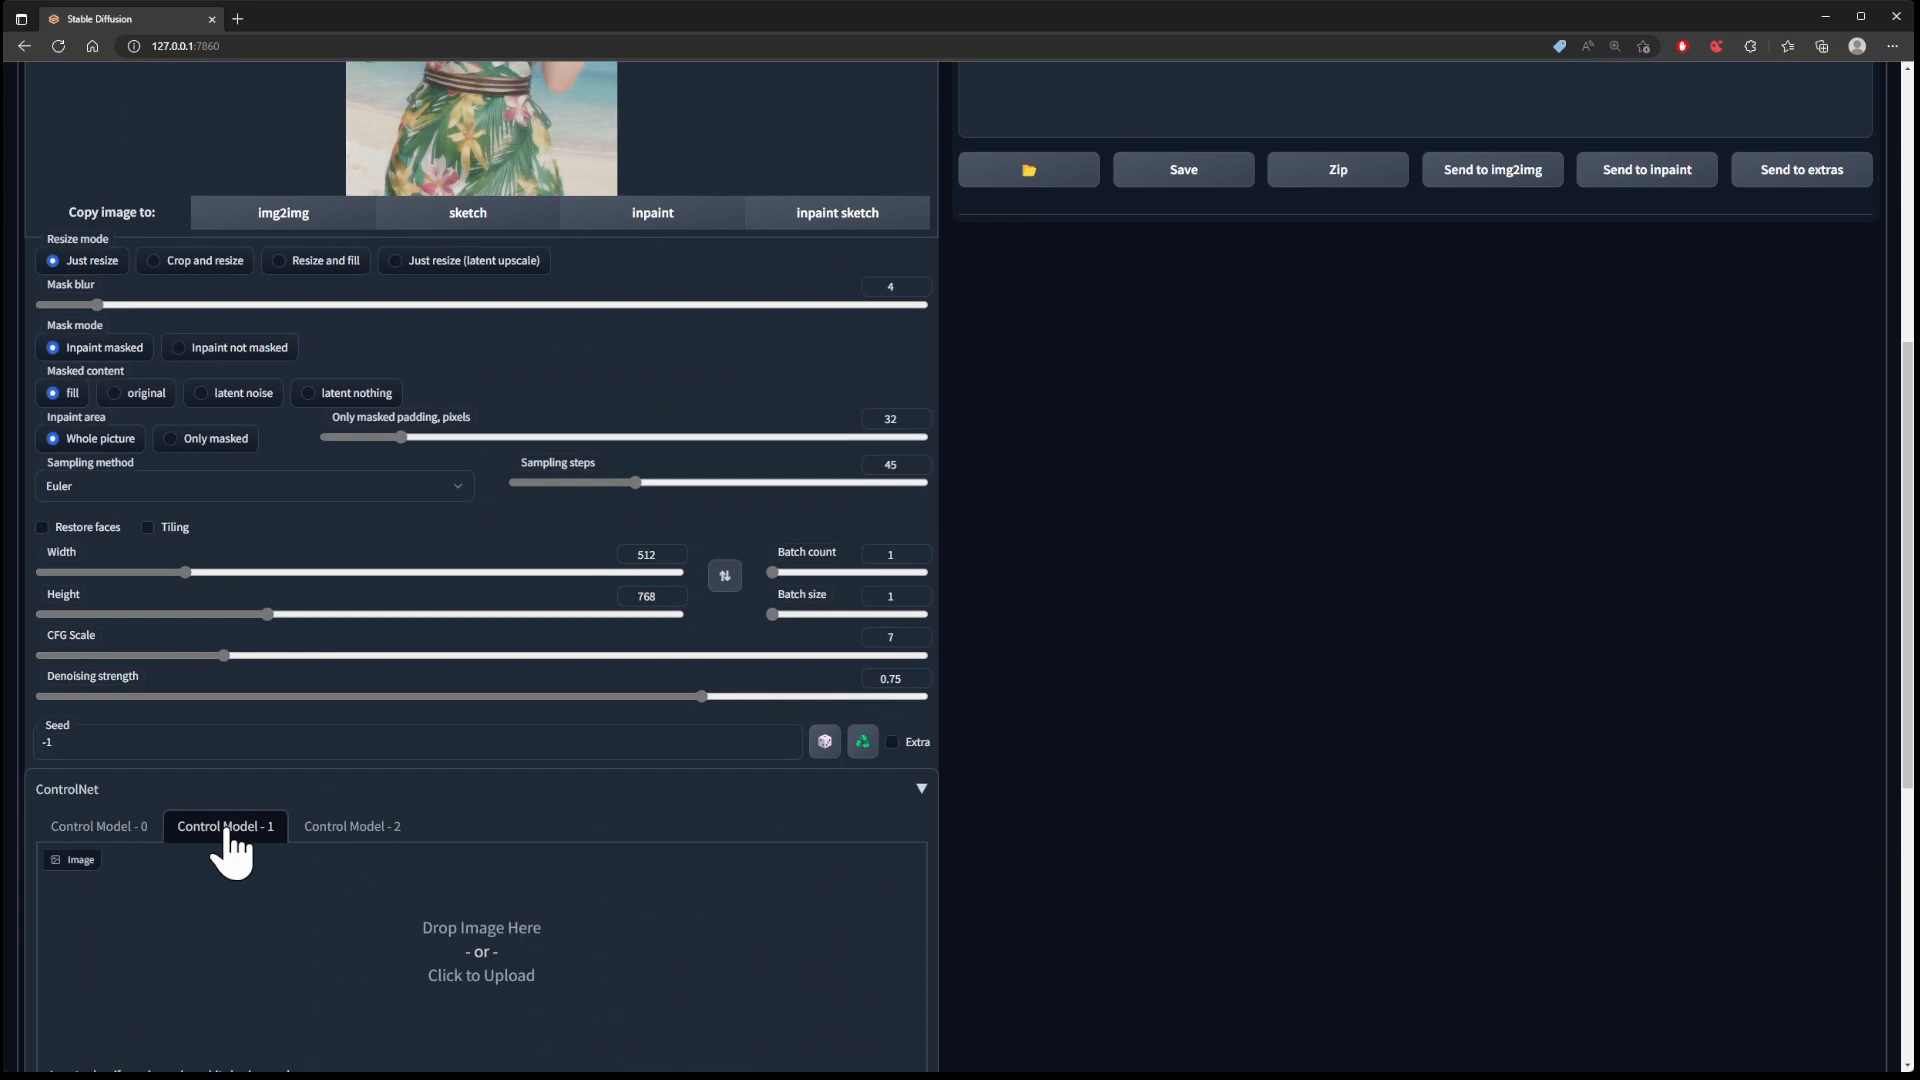 Stable Diffusion
127.0.0.1:7860
Save
Zip
Send to img2img
Send to inpaint
Send to extras
Copy image to:
img2img
sketch
inpaint
inpaint sketch
Resize mode
Just resize
Crop and resize
Resize and fill
Just resize (latent upscale)
Mask blur
4
Mask mode
Inpaint masked
Inpaint not masked
Masked content
fill
original
latent noise
latent nothing
Inpaint area
Only masked padding, pixels
32
Whole picture
Only masked
Sampling method
Sampling steps
45
Euler
Restore faces
Tiling
Width
512
Batch count
1
Height
768
Batch size
1
CFG Scale
7
Denoising strength
0.75
Seed
-1
Extra
ControlNet
Control Model - 0
Control Model - 1
Control Model - 2
Image
Drop Image Here
- or -
Click to Upload